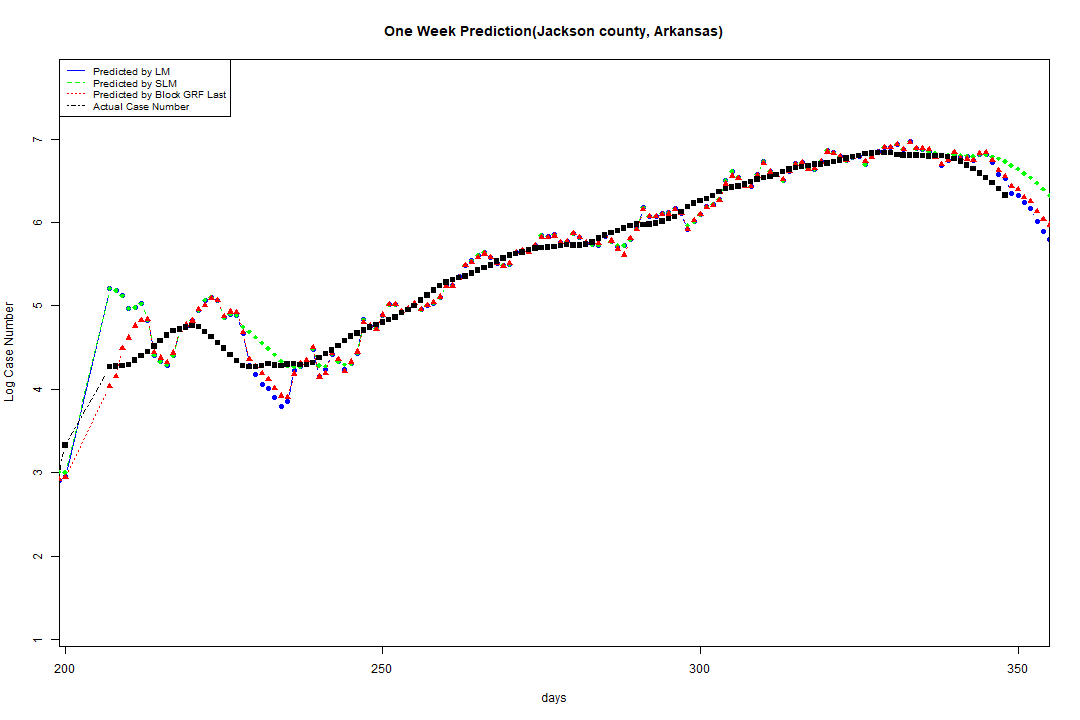 One Week Prediction(Jackson county, Arkansas)
Predicted by LM
Predicted by SLM
Predicted by Block GRF Last
Actual Case Number
7
6
5
4
3
2
1
Log Case Number
200
250
300
350
days